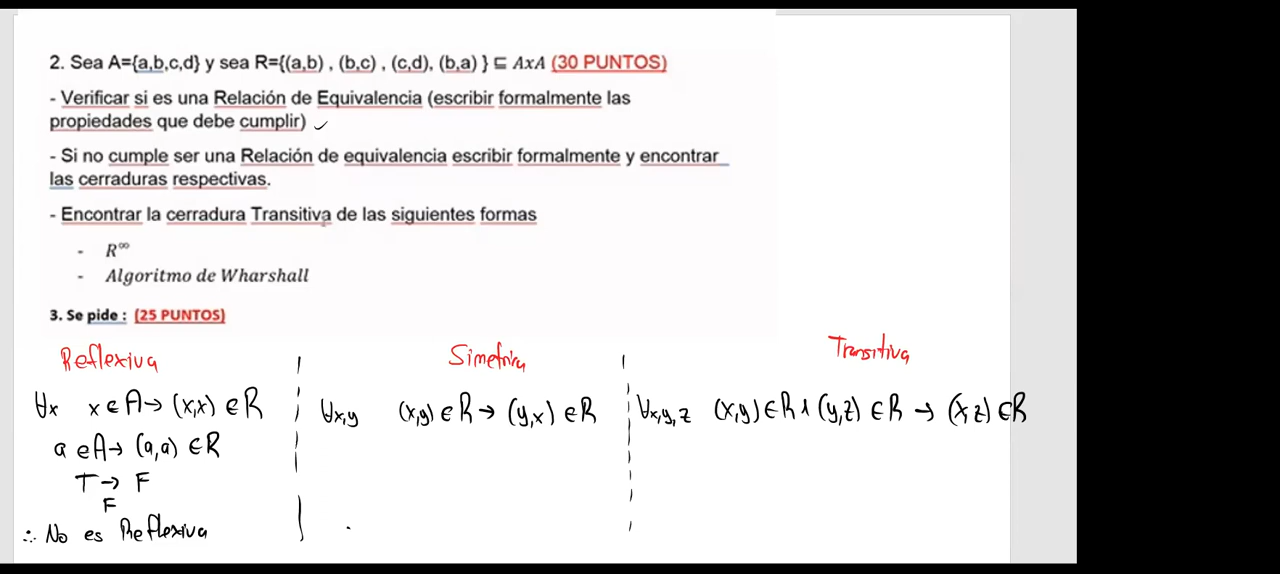 2. Sea A={a,b,c,d} y sea R={(a,b) , (b,c) , (c,d), (b,a) } ⊑ AxA (30 PUNTOS)
- Verificar si es una Relación de Equivalencia (escribir formalmente las
propiedades que debe cumplir) ✓
- Si no cumple ser una Relación de equivalencia escribir formalmente y encontrar
las cerraduras respectivas.
- Encontrar la cerradura Transitiva de las siguientes formas
- R^∞
- Algoritmo de Wharshall
3. Se pide : (25 PUNTOS)
Reflexiva
∀x x ∈ A → (x,x) ∈ R
a ∈ A → (a,a) ∈ R
T → F
F
∴ No es Reflexiva
Simetrica
∀x,y (x,y) ∈ R → (y,x) ∈ R
Transitiva
∀x,y,z (x,y) ∈ R ∧ (y,z) ∈ R → (x,z) ∈ R